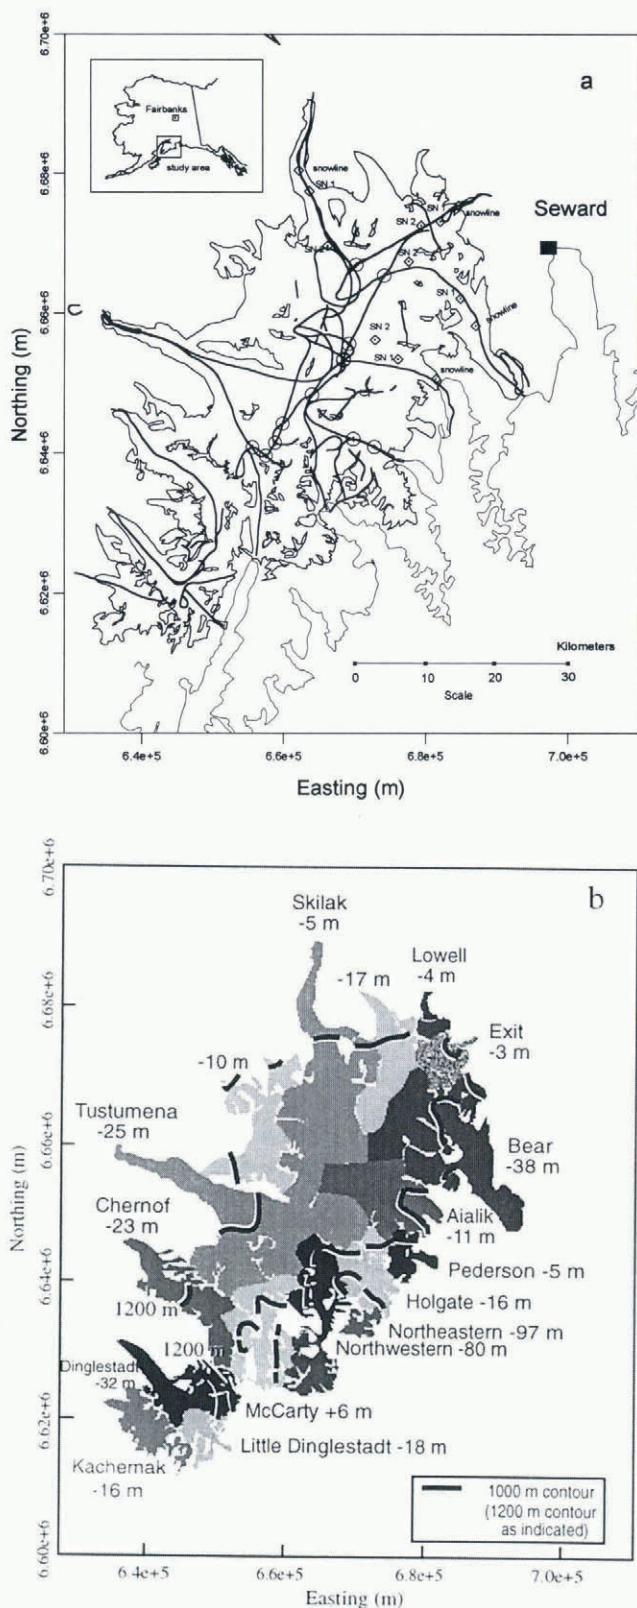 6.70e+6
a
Fairbanks
study area
snowline
SN 1
6.68e+6
SN 1
snowline
SN 2
Seward
SN 2
SN 1
6.66e+6
snowline
SN 2
SN 1
snowline
Northing (m)
6.64e+6
6.62e+6
Kilometers
0 10 20 30
Scale
6.60e+6
6.4e+5 6.6e+5 6.8e+5 7.0e+5
Easting (m)
6.70e+6
b
Skilak
-5 m
Lowell
-4 m
-17 m
6.68e+6
Exit
-3 m
-10 m
Tustumena
-25 m
6.66e+6
Bear
-38 m
Northing (m)
Chernof
-23 m
Aialik
-11 m
Pederson -5 m
6.64e+6
1200 m
Holgate -16 m
Northeastern -97 m
1200 m
Northwestern -80 m
Dinglestadt
-32 m
McCarty +6 m
6.62e+6
Little Dinglestadt -18 m
Kachernak
-16 m
1000 m contour
(1200 m contour
as indicated)
6.60e+6
6.4e+5 6.6e+5 6.8e+5 7.0e+5
Easting (m)